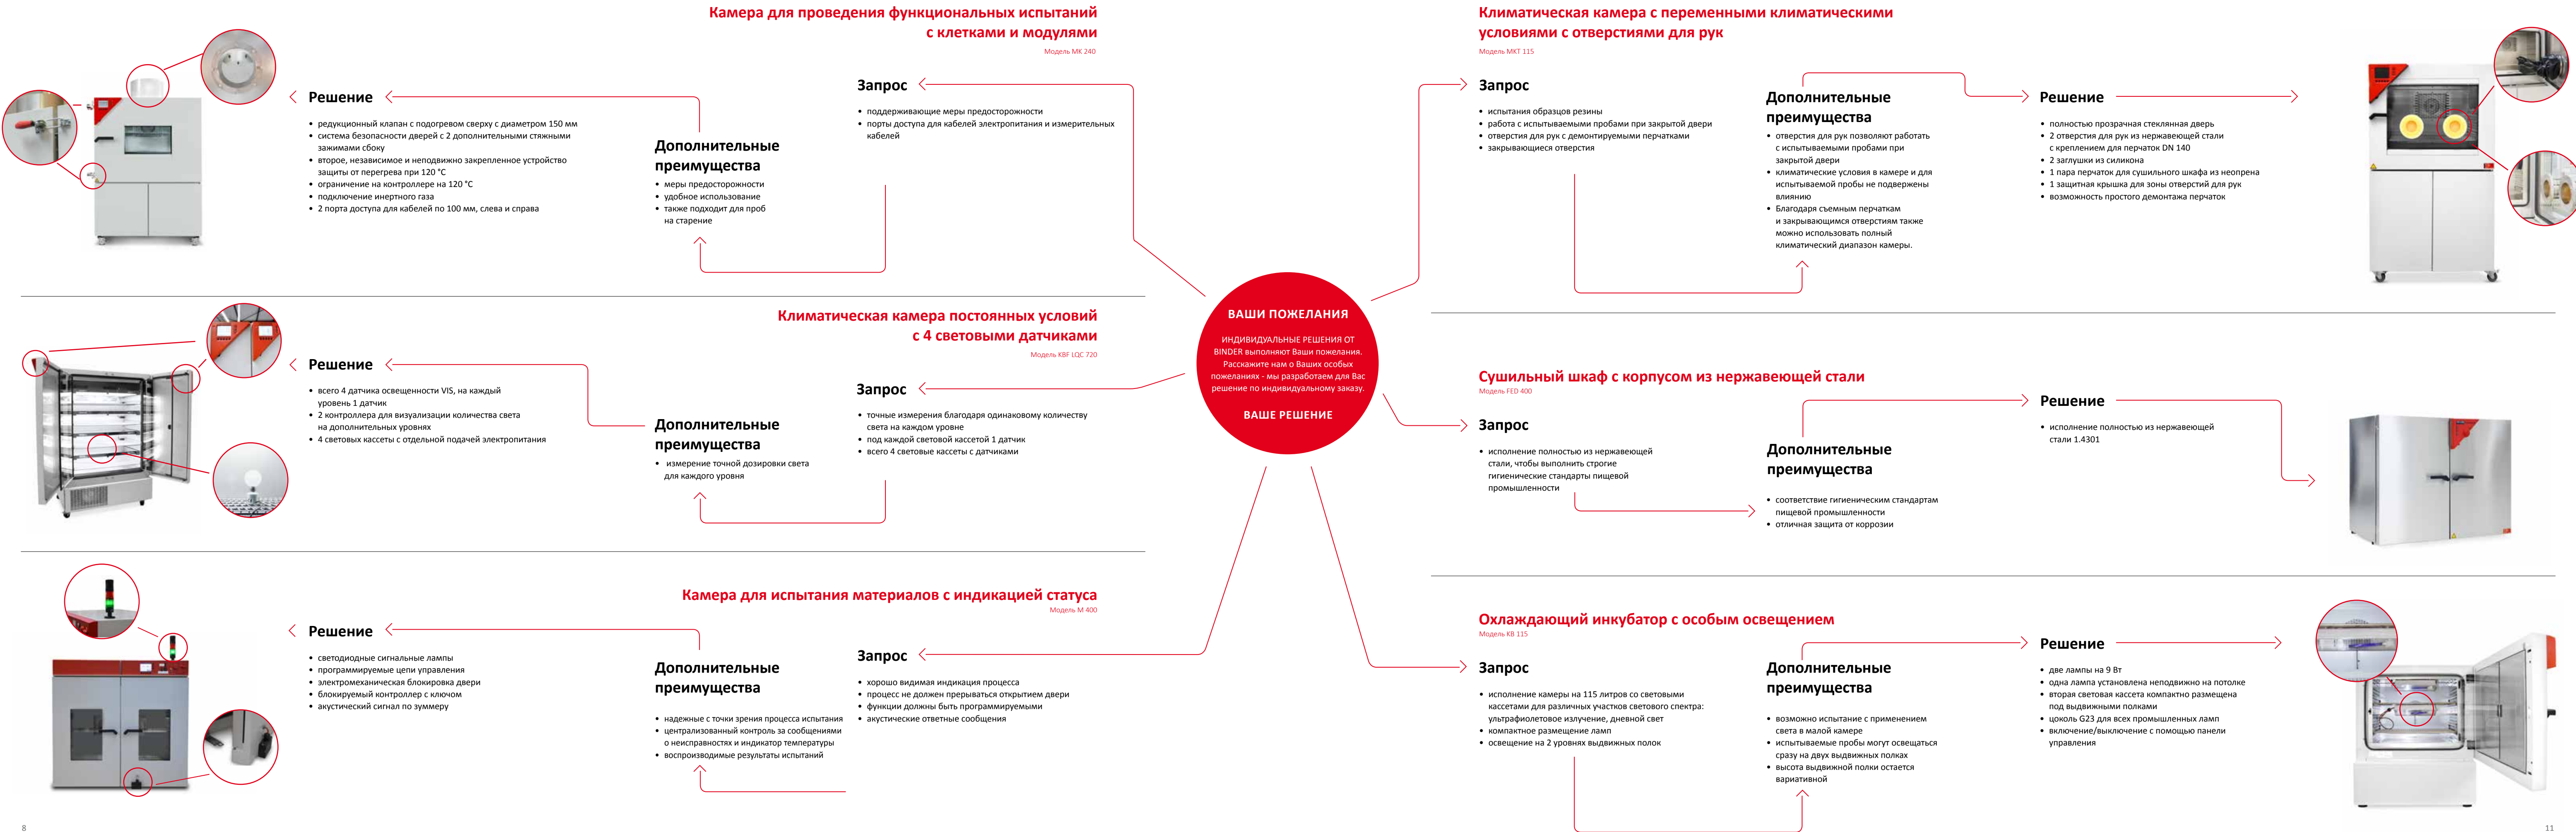 Камера для проведения функциональных испытаний
с клетками и модулями
Модель MK 240
Запрос
• поддерживающие меры предосторожности
• порты доступа для кабелей электропитания и измерительных
кабелей
Дополнительные
преимущества
• меры предосторожности
• удобное использование
• также подходит для проб
на старение
Решение
• редукционный клапан с подогревом сверху с диаметром 150 мм
• система безопасности дверей с 2 дополнительными стяжными
зажимами сбоку
• второе, независимое и неподвижно закрепленное устройство
защиты от перегрева при 120 °C
• ограничение на контроллере на 120 °C
• подключение инертного газа
• 2 порта доступа для кабелей по 100 мм, слева и справа
Климатическая камера постоянных условий
с 4 световыми датчиками
Модель KBF LQC 720
Запрос
• точные измерения благодаря одинаковому количеству
света на каждом уровне
• под каждой световой кассетой 1 датчик
• всего 4 световые кассеты с датчиками
Дополнительные
преимущества
• измерение точной дозировки света
для каждого уровня
Решение
• всего 4 датчика освещенности VIS, на каждый
уровень 1 датчик
• 2 контроллера для визуализации количества света
на дополнительных уровнях
• 4 световых кассеты с отдельной подачей электропитания
Камера для испытания материалов с индикацией статуса
Модель M 400
Запрос
• хорошо видимая индикация процесса
• процесс не должен прерываться открытием двери
• функции должны быть программируемыми
• акустические ответные сообщения
Дополнительные
преимущества
• надежные с точки зрения процесса испытания
• централизованный контроль за сообщениями
о неисправностях и индикатор температуры
• воспроизводимые результаты испытаний
Решение
• светодиодные сигнальные лампы
• программируемые цепи управления
• электромеханическая блокировка двери
• блокируемый контроллер с ключом
• акустический сигнал по зуммеру
8
ВАШИ ПОЖЕЛАНИЯ
ИНДИВИДУАЛЬНЫЕ РЕШЕНИЯ ОТ
BINDER выполняют Ваши пожелания.
Расскажите нам о Ваших особых
пожеланиях - мы разработаем для Вас
решение по индивидуальному заказу.
ВАШЕ РЕШЕНИЕ
Климатическая камера с переменными климатическими
условиями с отверстиями для рук
Модель MKT 115
Запрос
• испытания образцов резины
• работа с испытываемыми пробами при закрытой двери
• отверстия для рук с демонтируемыми перчатками
• закрывающиеся отверстия
Дополнительные
преимущества
• отверстия для рук позволяют работать
с испытываемыми пробами при
закрытой двери
• климатические условия в камере и для
испытываемой пробы не подвержены
влиянию
• Благодаря съемным перчаткам
и закрывающимся отверстиям также
можно использовать полный
климатический диапазон камеры.
Решение
• полностью прозрачная стеклянная дверь
• 2 отверстия для рук из нержавеющей стали
с креплением для перчаток DN 140
• 2 заглушки из силикона
• 1 пара перчаток для сушильного шкафа из неопрена
• 1 защитная крышка для зоны отверстий для рук
• возможность простого демонтажа перчаток
Сушильный шкаф с корпусом из нержавеющей стали
Модель FED 400
Запрос
• исполнение полностью из нержавеющей
стали, чтобы выполнить строгие
гигиенические стандарты пищевой
промышленности
Дополнительные
преимущества
• соответствие гигиеническим стандартам
пищевой промышленности
• отличная защита от коррозии
Решение
• исполнение полностью из нержавеющей
стали 1.4301
Охлаждающий инкубатор с особым освещением
Модель KB 115
Запрос
• исполнение камеры на 115 литров со световыми
кассетами для различных участков светового спектра:
ультрафиолетовое излучение, дневной свет
• компактное размещение ламп
• освещение на 2 уровнях выдвижных полок
Дополнительные
преимущества
• возможно испытание с применением
света в малой камере
• испытываемые пробы могут освещаться
сразу на двух выдвижных полках
• высота выдвижной полки остается
вариативной
Решение
• две лампы на 9 Вт
• одна лампа установлена неподвижно на потолке
• вторая световая кассета компактно размещена
под выдвижными полками
• цоколь G23 для всех промышленных ламп
• включение/выключение с помощью панели
управления
11